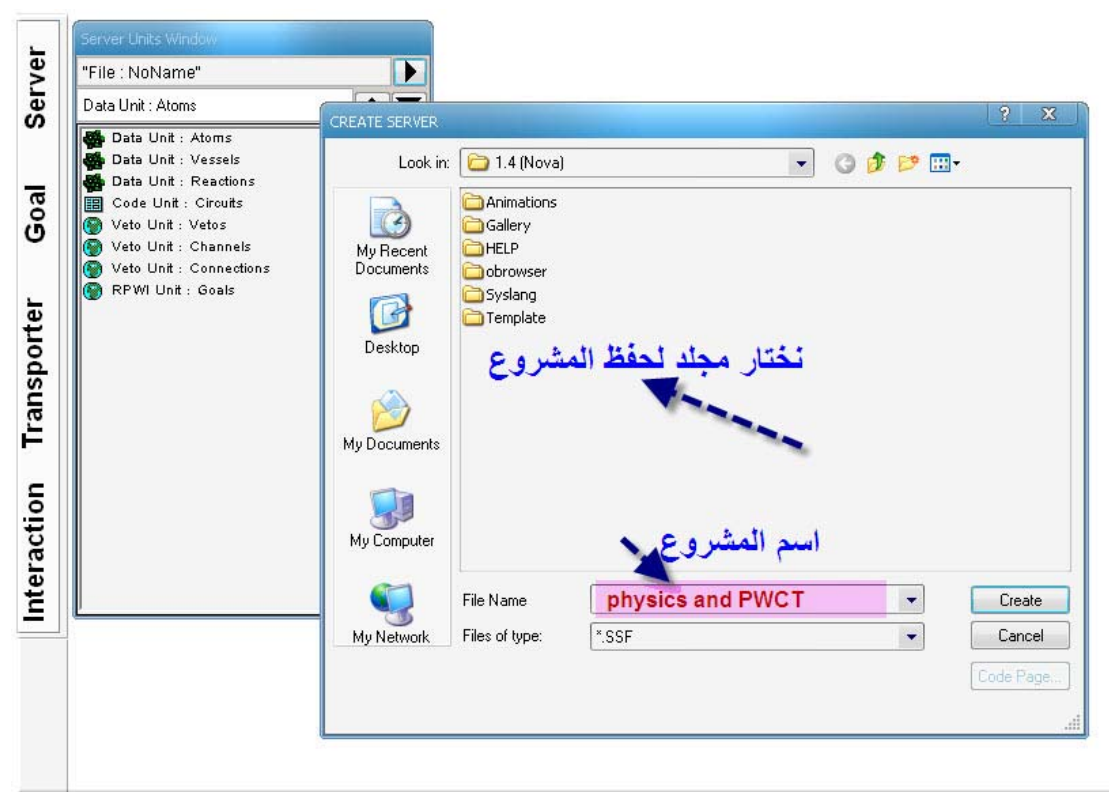 Server
Goal
Transporter
Interaction
Server Units Window
"File : NoName"
Data Unit : Atoms
Data Unit : Atoms
Data Unit : Vessels
Data Unit : Reactions
Code Unit : Circuits
Veto Unit : Vetos
Veto Unit : Channels
Veto Unit : Connections
RPWI Unit : Goals
CREATE SERVER
Look in: 1.4 (Nova)
My Recent Documents
Desktop
My Documents
My Computer
My Network
Animations
Gallery
HELP
obrowser
Syslang
Template
نختار مجلد لحفظ المشروع
اسم المشروع
File Name physics and PWCT Create
Files of type: *.SSF Cancel
Code Page...